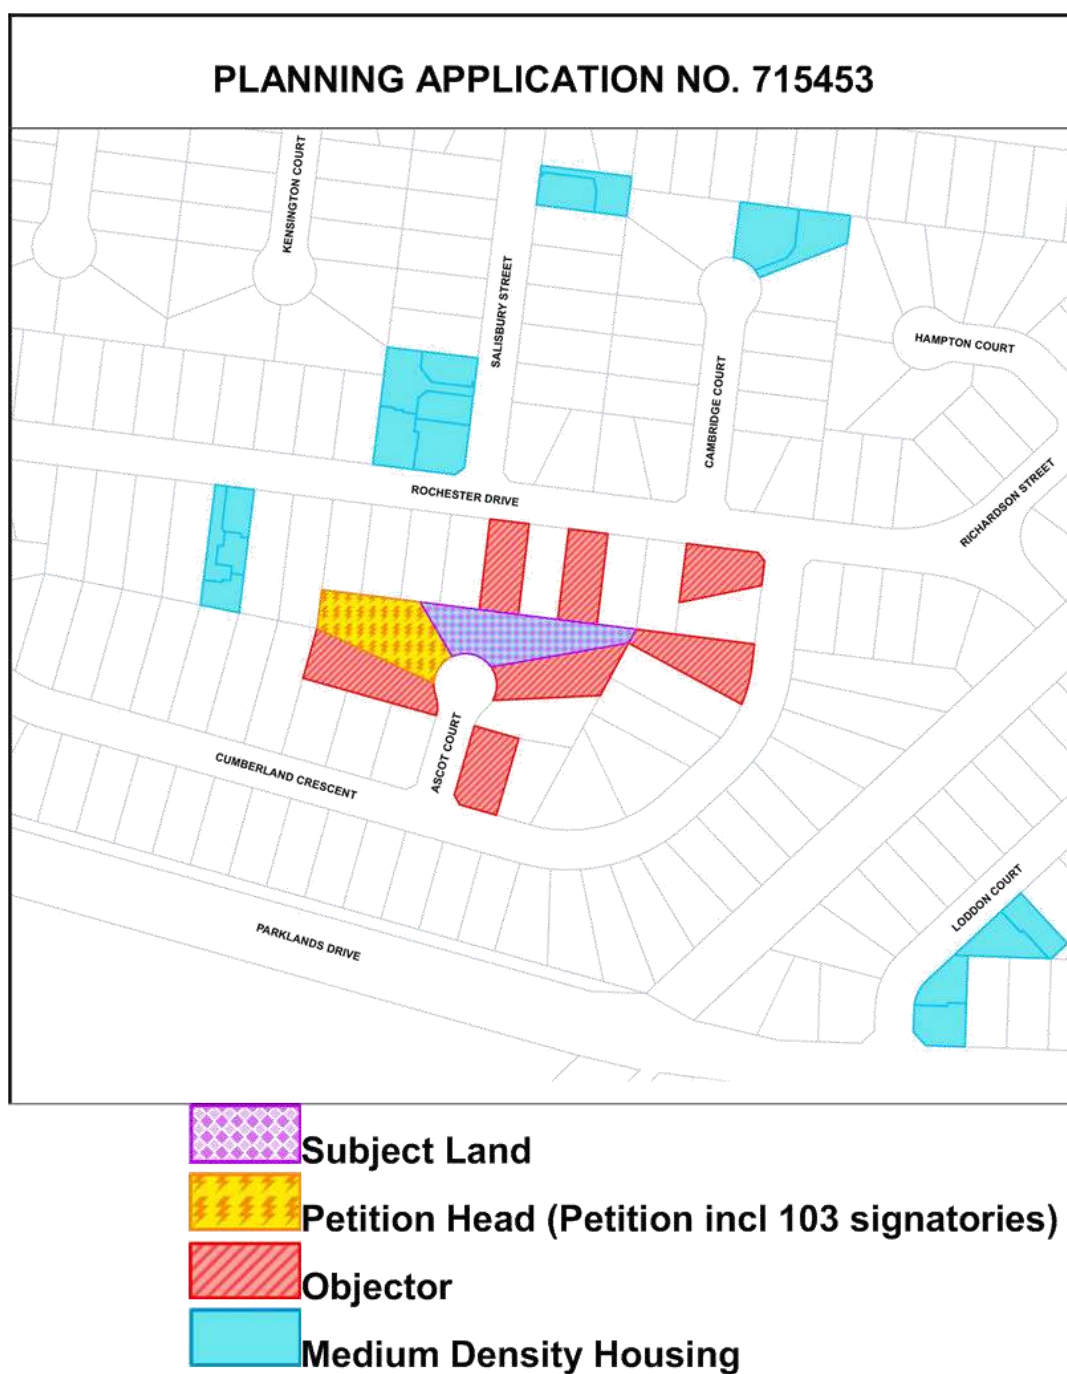 PLANNING APPLICATION NO. 715453
KENSINGTON COURT
SALISBURY STREET
HAMPTON COURT
CAMBRIDGE COURT
RICHARDSON STREET
ROCHESTER DRIVE
ASCOT COURT
CUMBERLAND CRESCENT
LODDON COURT
PARKLANDS DRIVE
Subject Land
Petition Head (Petition incl 103 signatories)
Objector
Medium Density Housing